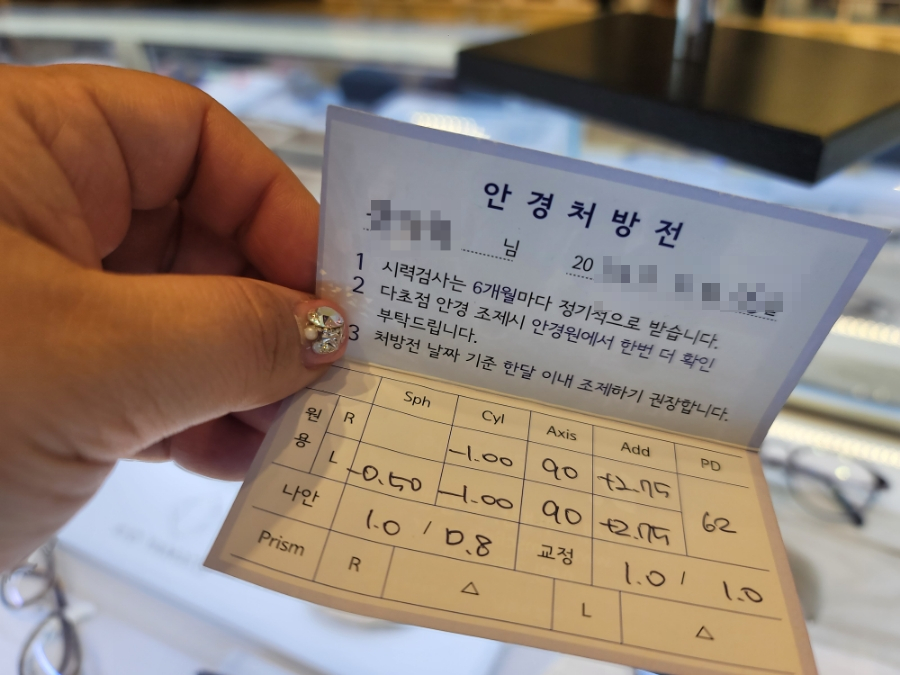 안경처방전
님 20
1 시력검사는 6개월마다 정기적으로 받습니다.
2 다초점 안경 조제시 안경원에서 한번 더 확인
부탁드립니다.
3 처방전 날짜 기준 한달 이내 조제하기 권장합니다.
Sph Cyl Axis Add PD
원용 R -1.00 90 +2.75 62
L -0.50 -1.00 90 +2.75
나안 1.0 / 0.8 교정 1.0 / 1.0
Prism R △ L △